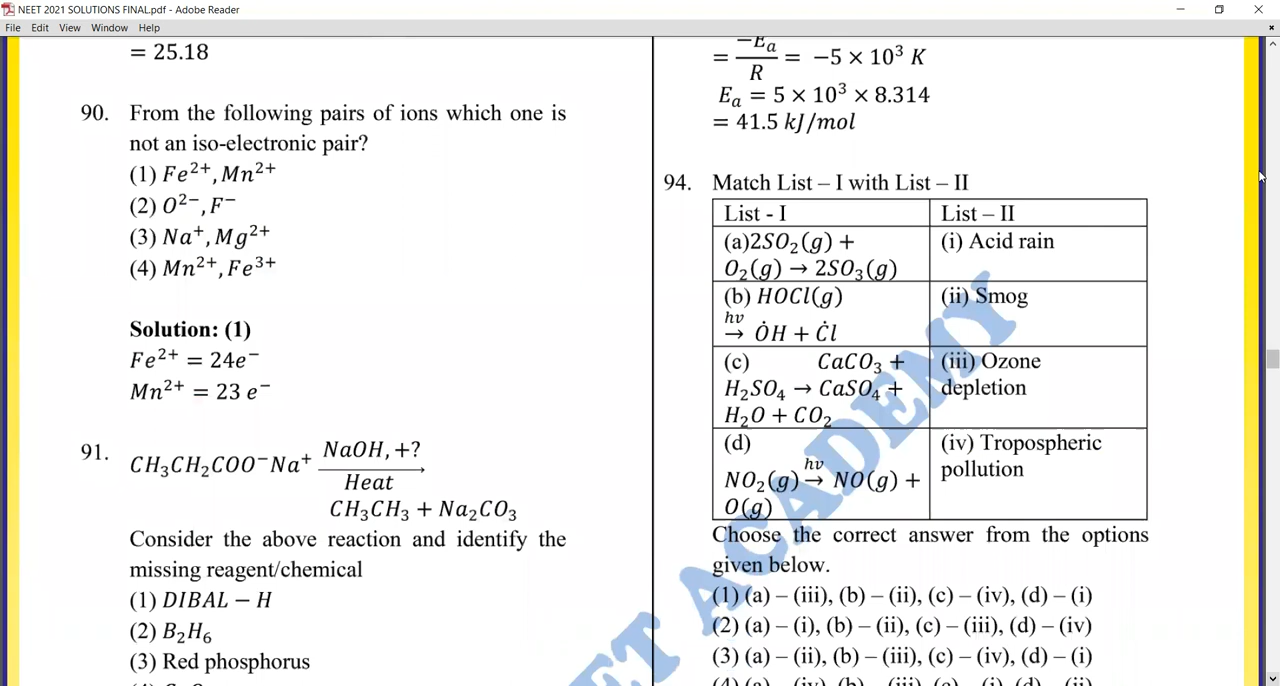 NEET 2021 SOLUTIONS FINAL.pdf - Adobe Reader
File Edit View Window Help
= 25.18
90. From the following pairs of ions which one is
not an iso-electronic pair?
(1) Fe²⁺, Mn²⁺
(2) O²⁻, F⁻
(3) Na⁺, Mg²⁺
(4) Mn²⁺, Fe³⁺
Solution: (1)
Fe²⁺ = 24e⁻
Mn²⁺ = 23 e⁻
91. CH₃CH₂COO⁻Na⁺ NaOH, +?
Heat
CH₃CH₃ + Na₂CO₃
Consider the above reaction and identify the
missing reagent/chemical
(1) DIBAL − H
(2) B₂H₆
(3) Red phosphorus
= −Eₐ/R = −5 × 10³ K
Eₐ = 5 × 10³ × 8.314
= 41.5 kJ/mol
94. Match List – I with List – II
List - I List – II
(a)2SO₂(g) + (i) Acid rain
O₂(g) → 2SO₃(g)
(b) HOCl(g) (ii) Smog
hν
→ ȮH + Ċl
(c) CaCO₃ + (iii) Ozone
H₂SO₄ → CaSO₄ + depletion
H₂O + CO₂
(d) (iv) Tropospheric
pollution
NO₂(g) hν→ NO(g) +
O(g)
Choose the correct answer from the options
given below.
(1) (a) – (iii), (b) – (ii), (c) – (iv), (d) – (i)
(2) (a) – (i), (b) – (ii), (c) – (iii), (d) – (iv)
(3) (a) – (ii), (b) – (iii), (c) – (iv), (d) – (i)
(4) (a) – (iv), (b) – (iii), (c) – (i), (d) – (ii)
ET ACADEMY